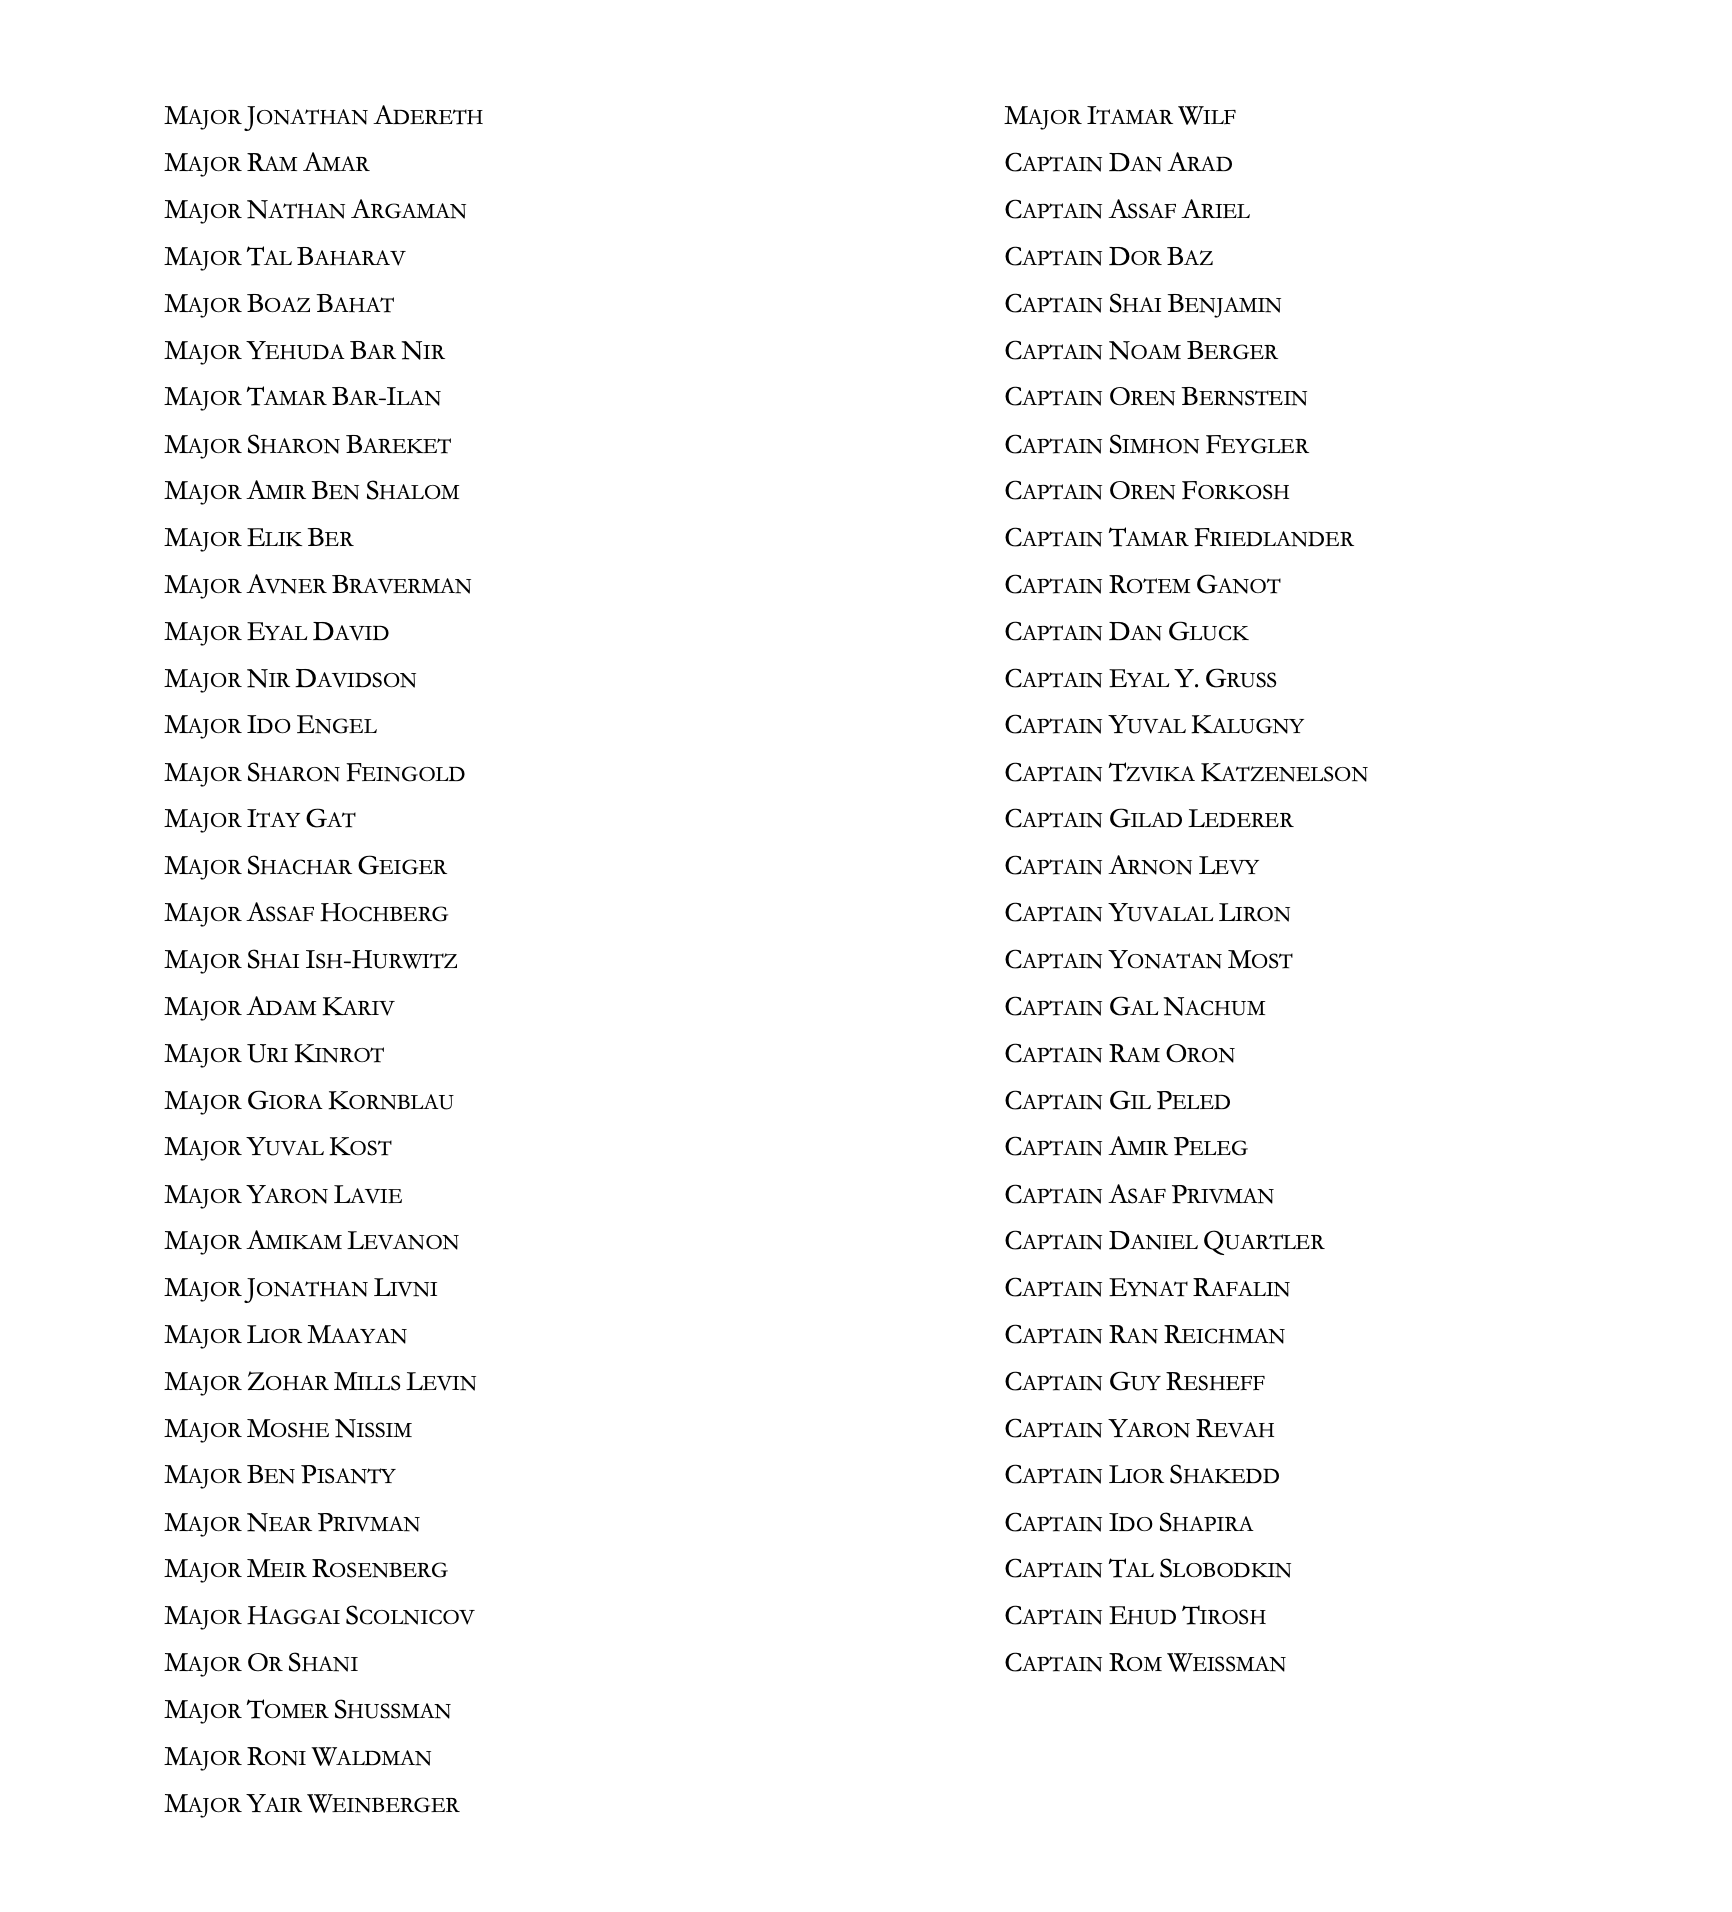 Major Jonathan Adereth
Major Ram Amar
Major Nathan Argaman
Major Tal Baharav
Major Boaz Bahat
Major Yehuda Bar Nir
Major Tamar Bar-Ilan
Major Sharon Bareket
Major Amir Ben Shalom
Major Elik Ber
Major Avner Braverman
Major Eyal David
Major Nir Davidson
Major Ido Engel
Major Sharon Feingold
Major Itay Gat
Major Shachar Geiger
Major Assaf Hochberg
Major Shai Ish-Hurwitz
Major Adam Kariv
Major Uri Kinrot
Major Giora Kornblau
Major Yuval Kost
Major Yaron Lavie
Major Amikam Levanon
Major Jonathan Livni
Major Lior Maayan
Major Zohar Mills Levin
Major Moshe Nissim
Major Ben Pisanty
Major Near Privman
Major Meir Rosenberg
Major Haggai Scolnicov
Major Or Shani
Major Tomer Shussman
Major Roni Waldman
Major Yair Weinberger
Major Itamar Wilf
Captain Dan Arad
Captain Assaf Ariel
Captain Dor Baz
Captain Shai Benjamin
Captain Noam Berger
Captain Oren Bernstein
Captain Simhon Feygler
Captain Oren Forkosh
Captain Tamar Friedlander
Captain Rotem Ganot
Captain Dan Gluck
Captain Eyal Y. Gruss
Captain Yuval Kalugny
Captain Tzvika Katzenelson
Captain Gilad Lederer
Captain Arnon Levy
Captain Yuvalal Liron
Captain Yonatan Most
Captain Gal Nachum
Captain Ram Oron
Captain Gil Peled
Captain Amir Peleg
Captain Asaf Privman
Captain Daniel Quartler
Captain Eynat Rafalin
Captain Ran Reichman
Captain Guy Resheff
Captain Yaron Revah
Captain Lior Shakedd
Captain Ido Shapira
Captain Tal Slobodkin
Captain Ehud Tirosh
Captain Rom Weissman